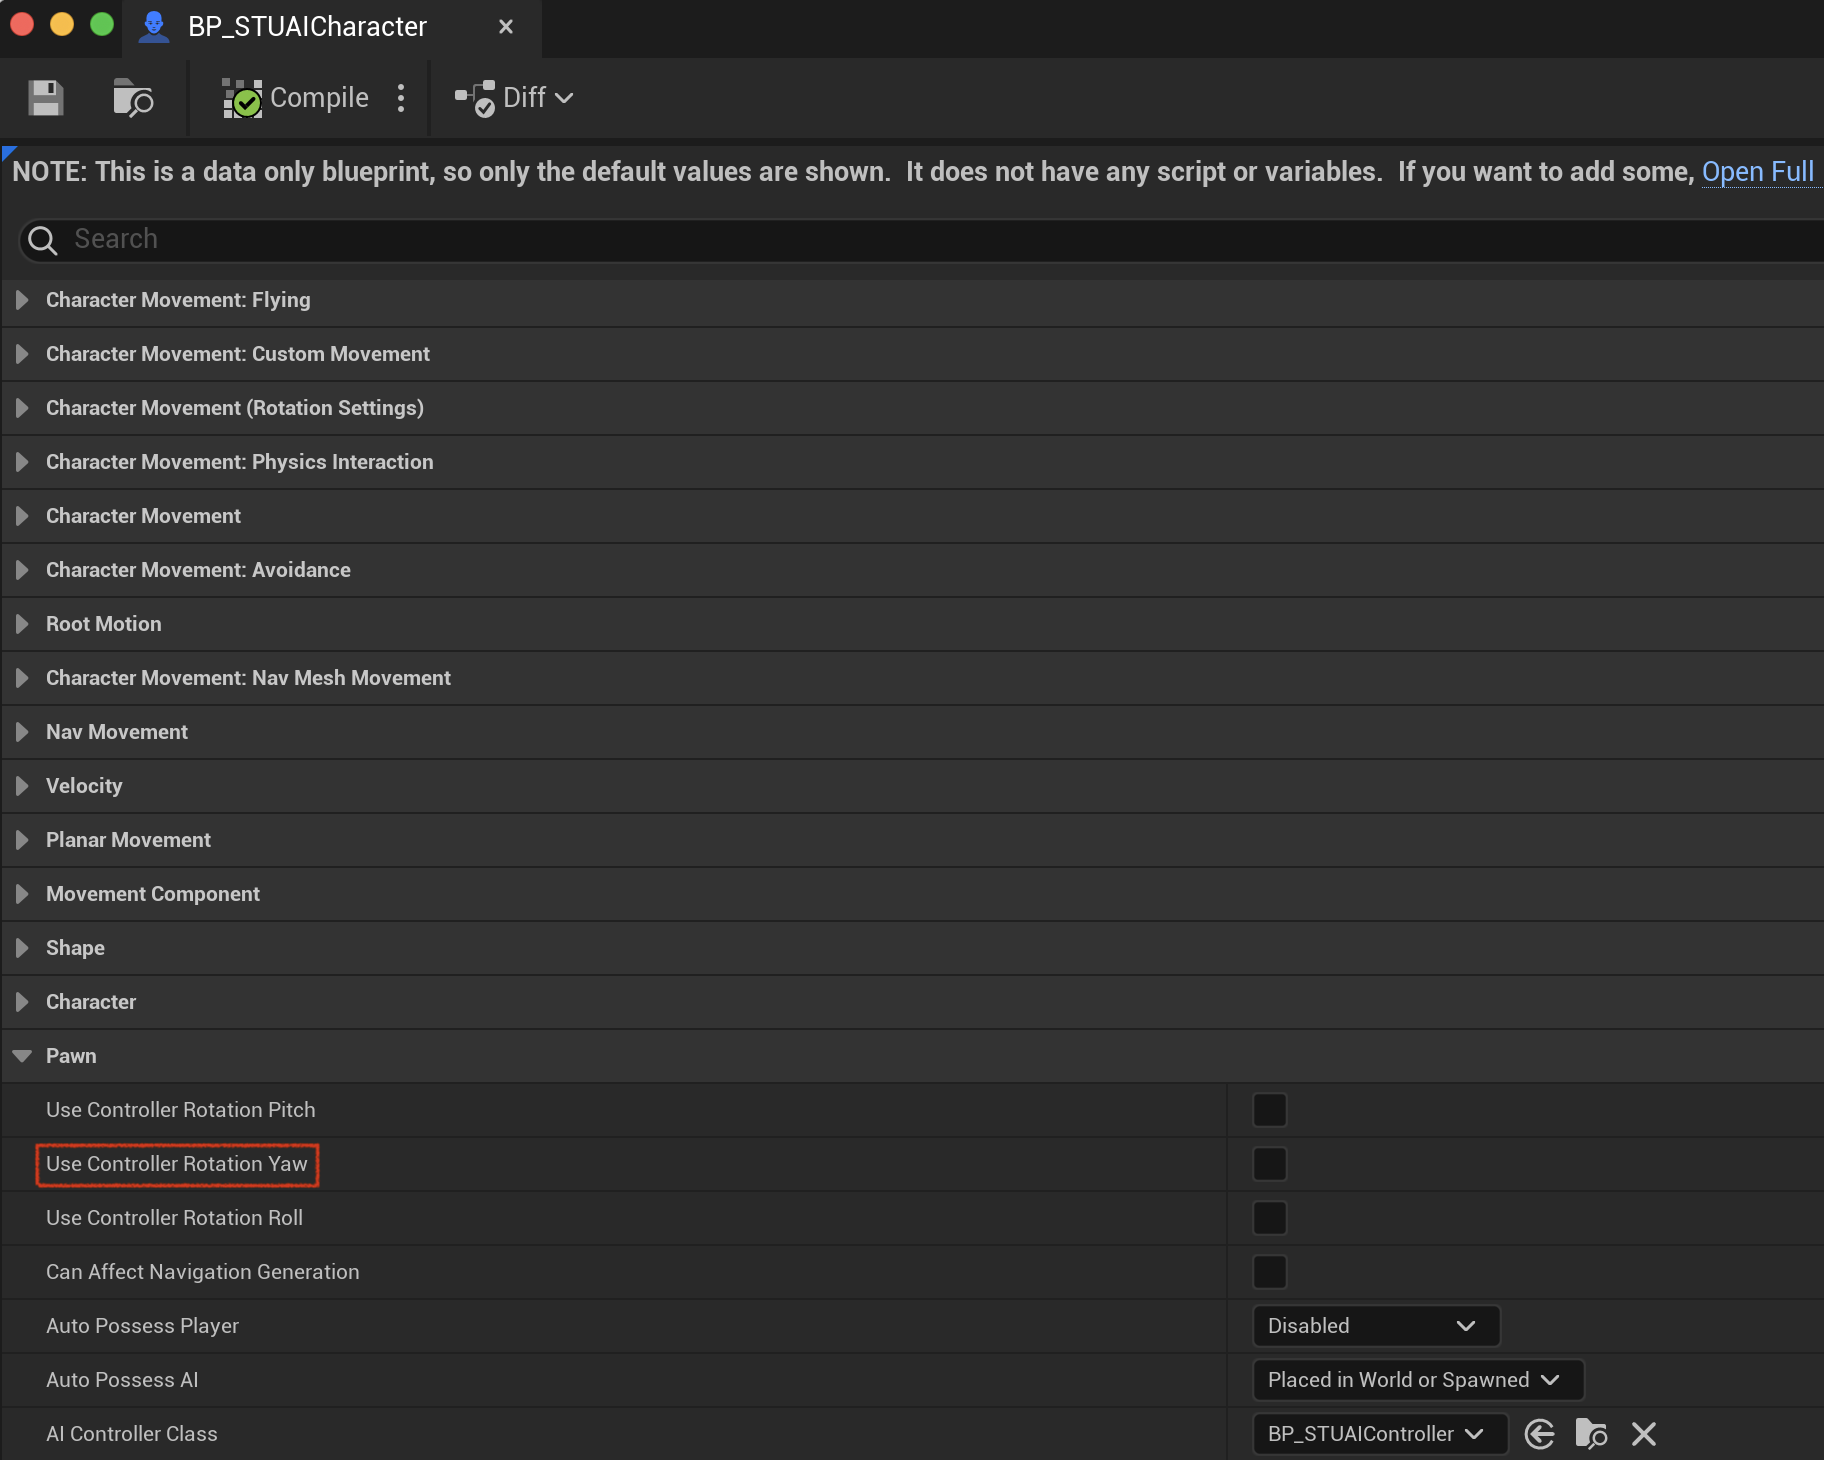 BP_STUAICharacter
Compile
Diff
NOTE: This is a data only blueprint, so only the default values are shown.  It does not have any script or variables.  If you want to add some, Open Full
Search
Character Movement: Flying
Character Movement: Custom Movement
Character Movement (Rotation Settings)
Character Movement: Physics Interaction
Character Movement
Character Movement: Avoidance
Root Motion
Character Movement: Nav Mesh Movement
Nav Movement
Velocity
Planar Movement
Movement Component
Shape
Character
Pawn
Use Controller Rotation Pitch
Use Controller Rotation Yaw
Use Controller Rotation Roll
Can Affect Navigation Generation
Auto Possess Player Disabled
Auto Possess AI Placed in World or Spawned
AI Controller Class BP_STUAIController